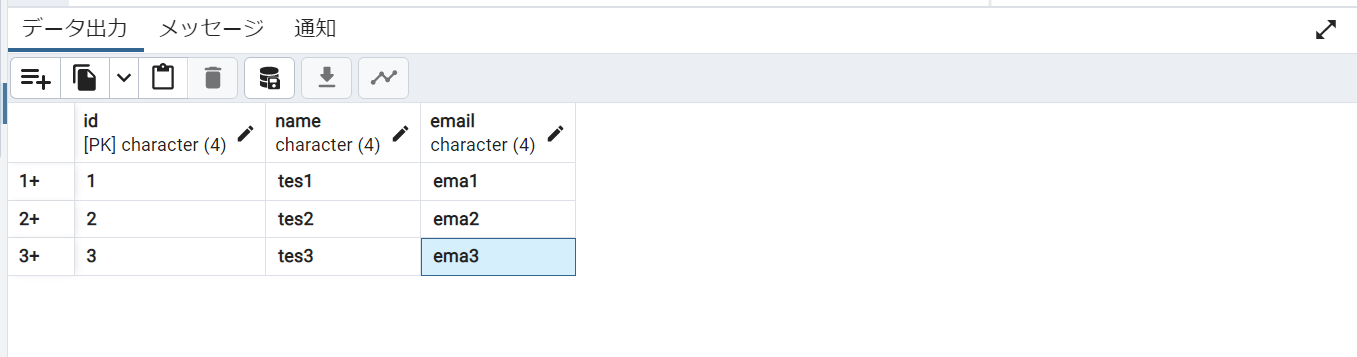 データ出力 メッセージ 通知
id name email
[PK] character (4) character (4) character (4)
1+ 1 tes1 ema1
2+ 2 tes2 ema2
3+ 3 tes3 ema3